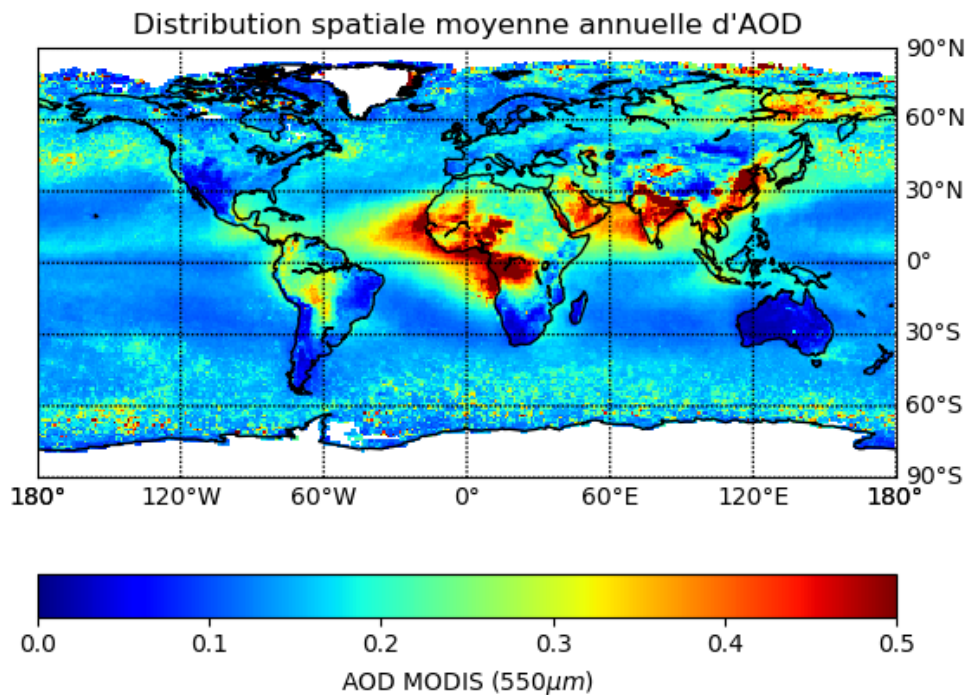 Distribution spatiale moyenne annuelle d'AOD
90°N
60°N
30°N
0°
30°S
60°S
90°S
180° 120°W 60°W 0° 60°E 120°E 180°
0.0 0.1 0.2 0.3 0.4 0.5
AOD MODIS (550μm)